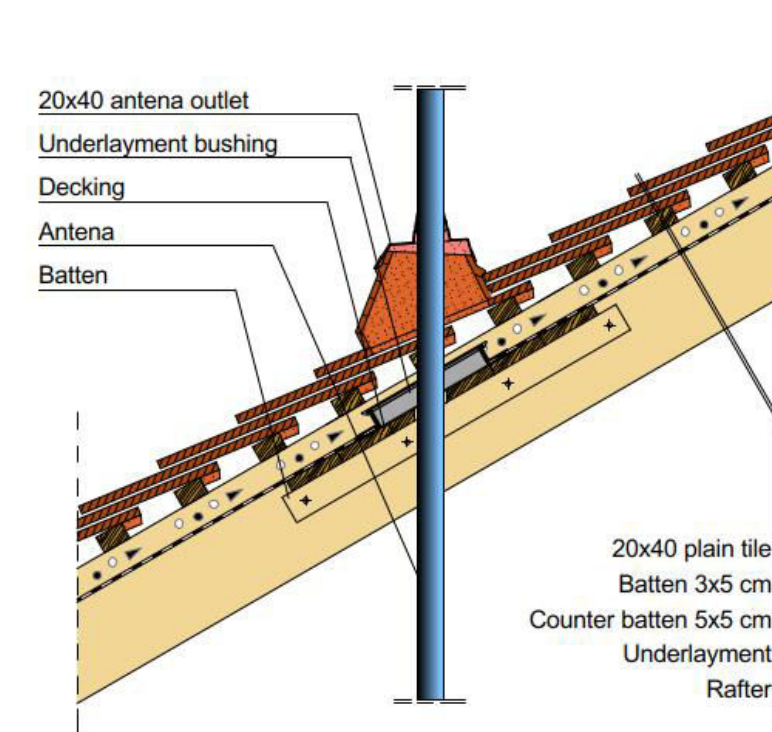 20x40 antena outlet
Underlayment bushing
Decking
Antena
Batten
20x40 plain tile
Batten 3x5 cm
Counter batten 5x5 cm
Underlayment
Rafter